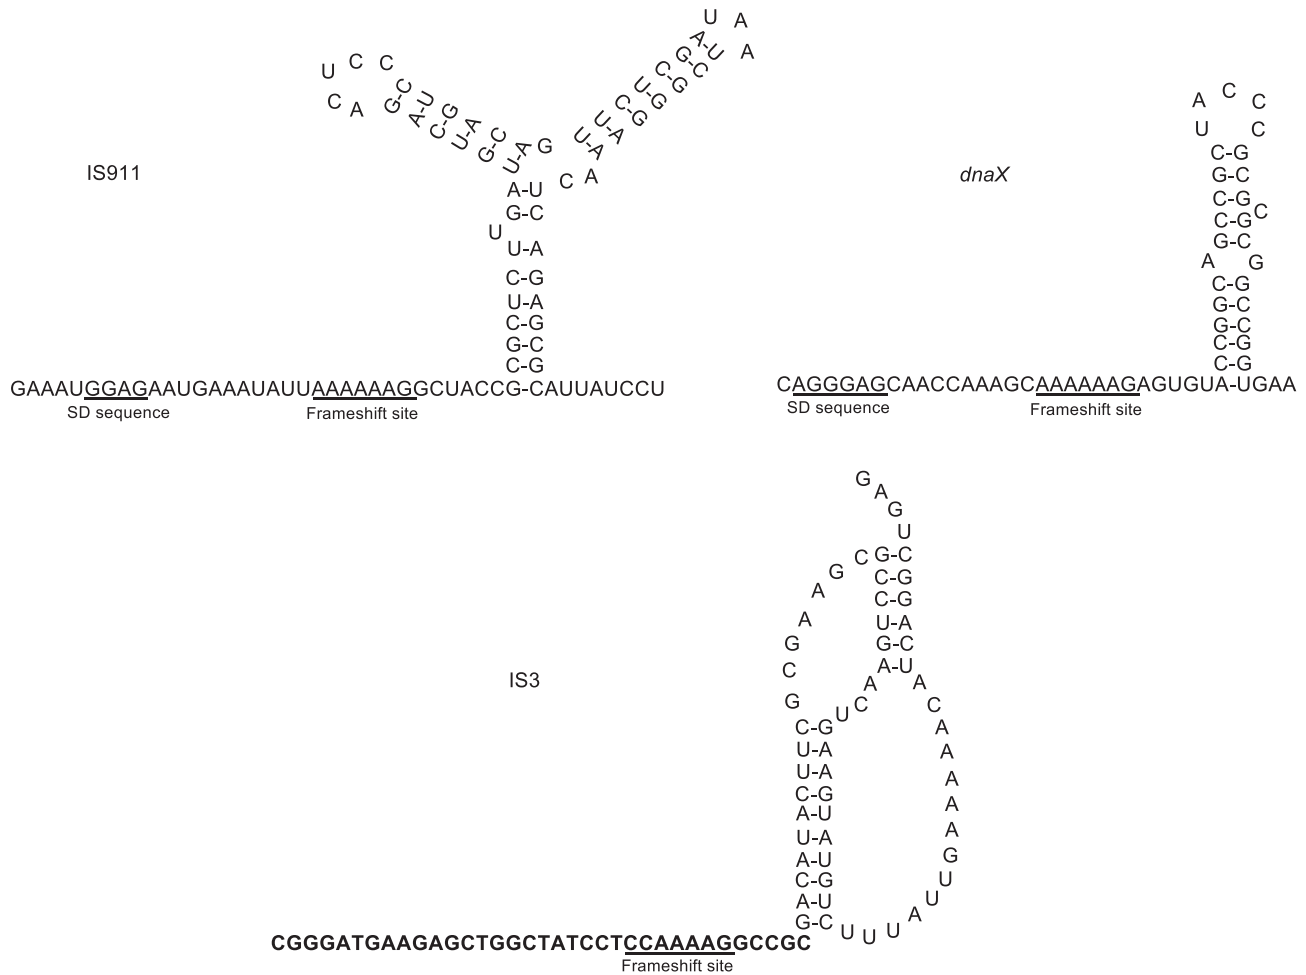 IS911
U C C
C A
G-C
A-U
C-G
U-A
G-C
U-A
G
U A
A
A-U
G-C
C-G
U-G
C-G
U-A
U-A
C A
A-U
G-C
U
U-A
C-G
U-A
C-G
G-C
C-G
GAAAUGGAGAAUGAAAUAUUAAAAAAGGCUACCG-CAUUAUCCU
SD sequence
Frameshift site
dnaX
A C C
U C
C-G
G-C
C-G
C-G C
G-C
A G
C-G
G-C
G-C
C-G
C-G
CAGGGAGCAACCAAAGCAAAAAAGAGUGUA-UGAA
SD sequence
Frameshift site
IS3
G
A
G
U
C G-C
G C-G
A C-G
A U-A
G G-C
C A-U
G A A
U C C
C-G A
U-A A
U-A A
C-G A
A-U A
U-A G
A-U U
C-G U
A-U A
G-C U U U
CGGGATGAAGAGCTGGCTATCCTCCAAAAGGCCGC
Frameshift site